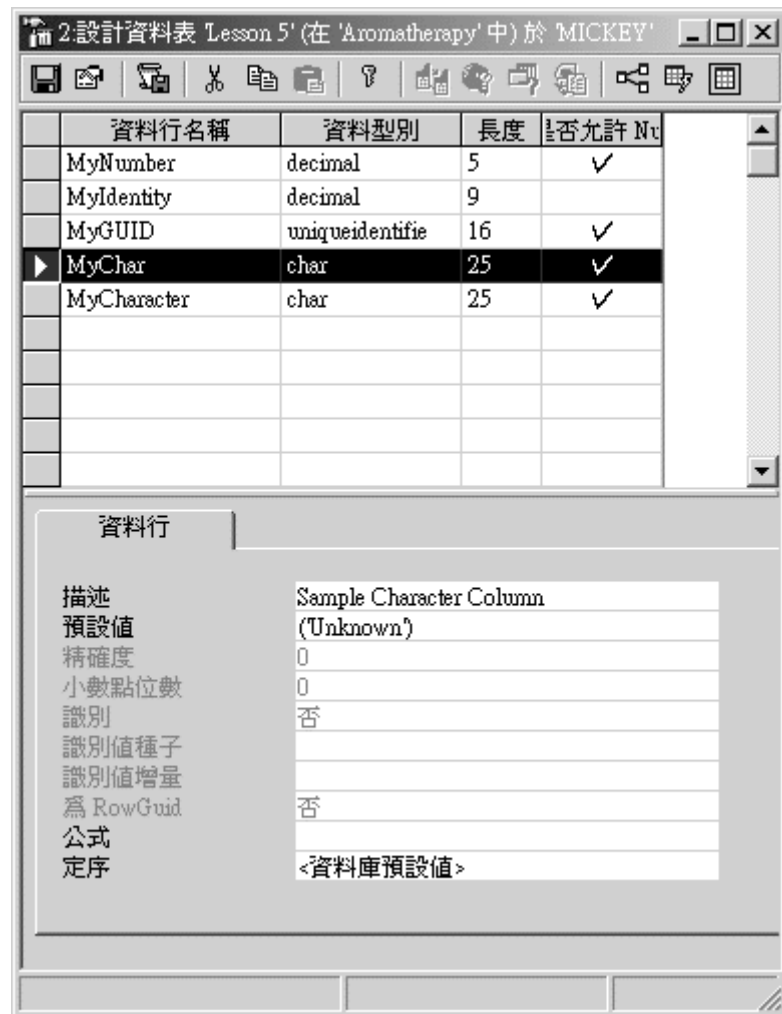 2:設計資料表 'Lesson 5' (在 'Aromatherapy' 中) 於 'MICKEY'
資料行名稱 資料型別 長度 是否允許 Nu
MyNumber decimal 5
MyIdentity decimal 9
MyGUID uniqueidentifie 16
MyChar char 25
MyCharacter char 25
資料行
描述 Sample Character Column
預設值 ('Unknown')
精確度 0
小數點位數 0
識別 否
識別值種子
識別值增量
為 RowGuid 否
公式
定序 <資料庫預設值>